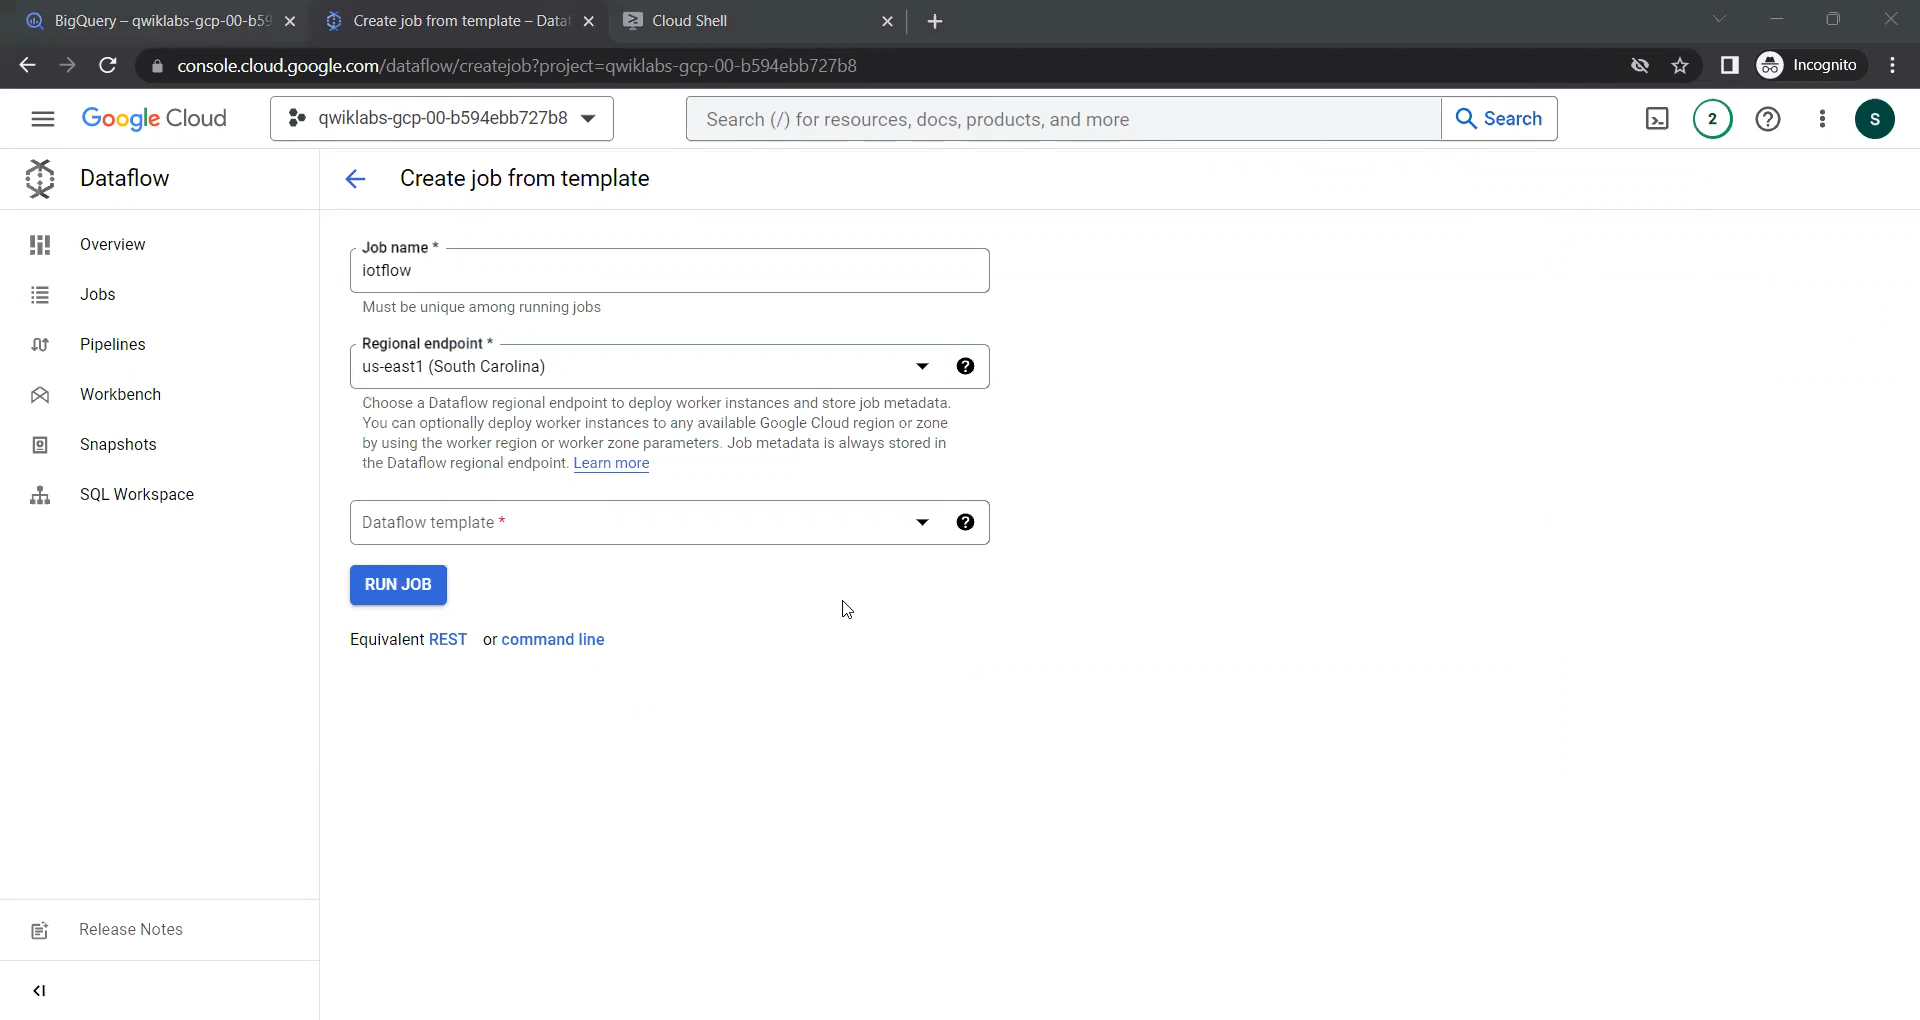 BigQuery – qwiklabs-gcp-00-b59
Create job from template – Dataf
Cloud Shell
console.cloud.google.com/dataflow/createjob?project=qwiklabs-gcp-00-b594ebb727b8
Incognito
Google Cloud
qwiklabs-gcp-00-b594ebb727b8
Search (/) for resources, docs, products, and more
Search
2
S
Dataflow
Create job from template
Overview
Jobs
Pipelines
Workbench
Snapshots
SQL Workspace
Job name *
iotflow
Must be unique among running jobs
Regional endpoint *
us-east1 (South Carolina)
Choose a Dataflow regional endpoint to deploy worker instances and store job metadata.
You can optionally deploy worker instances to any available Google Cloud region or zone
by using the worker region or worker zone parameters. Job metadata is always stored in
the Dataflow regional endpoint. Learn more
Dataflow template *
RUN JOB
Equivalent REST or command line
Release Notes